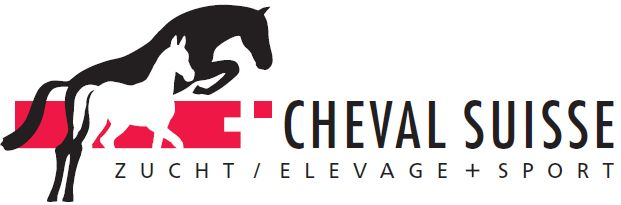 CHEVAL SUISSE
ZUCHT / ELEVAGE + SPORT